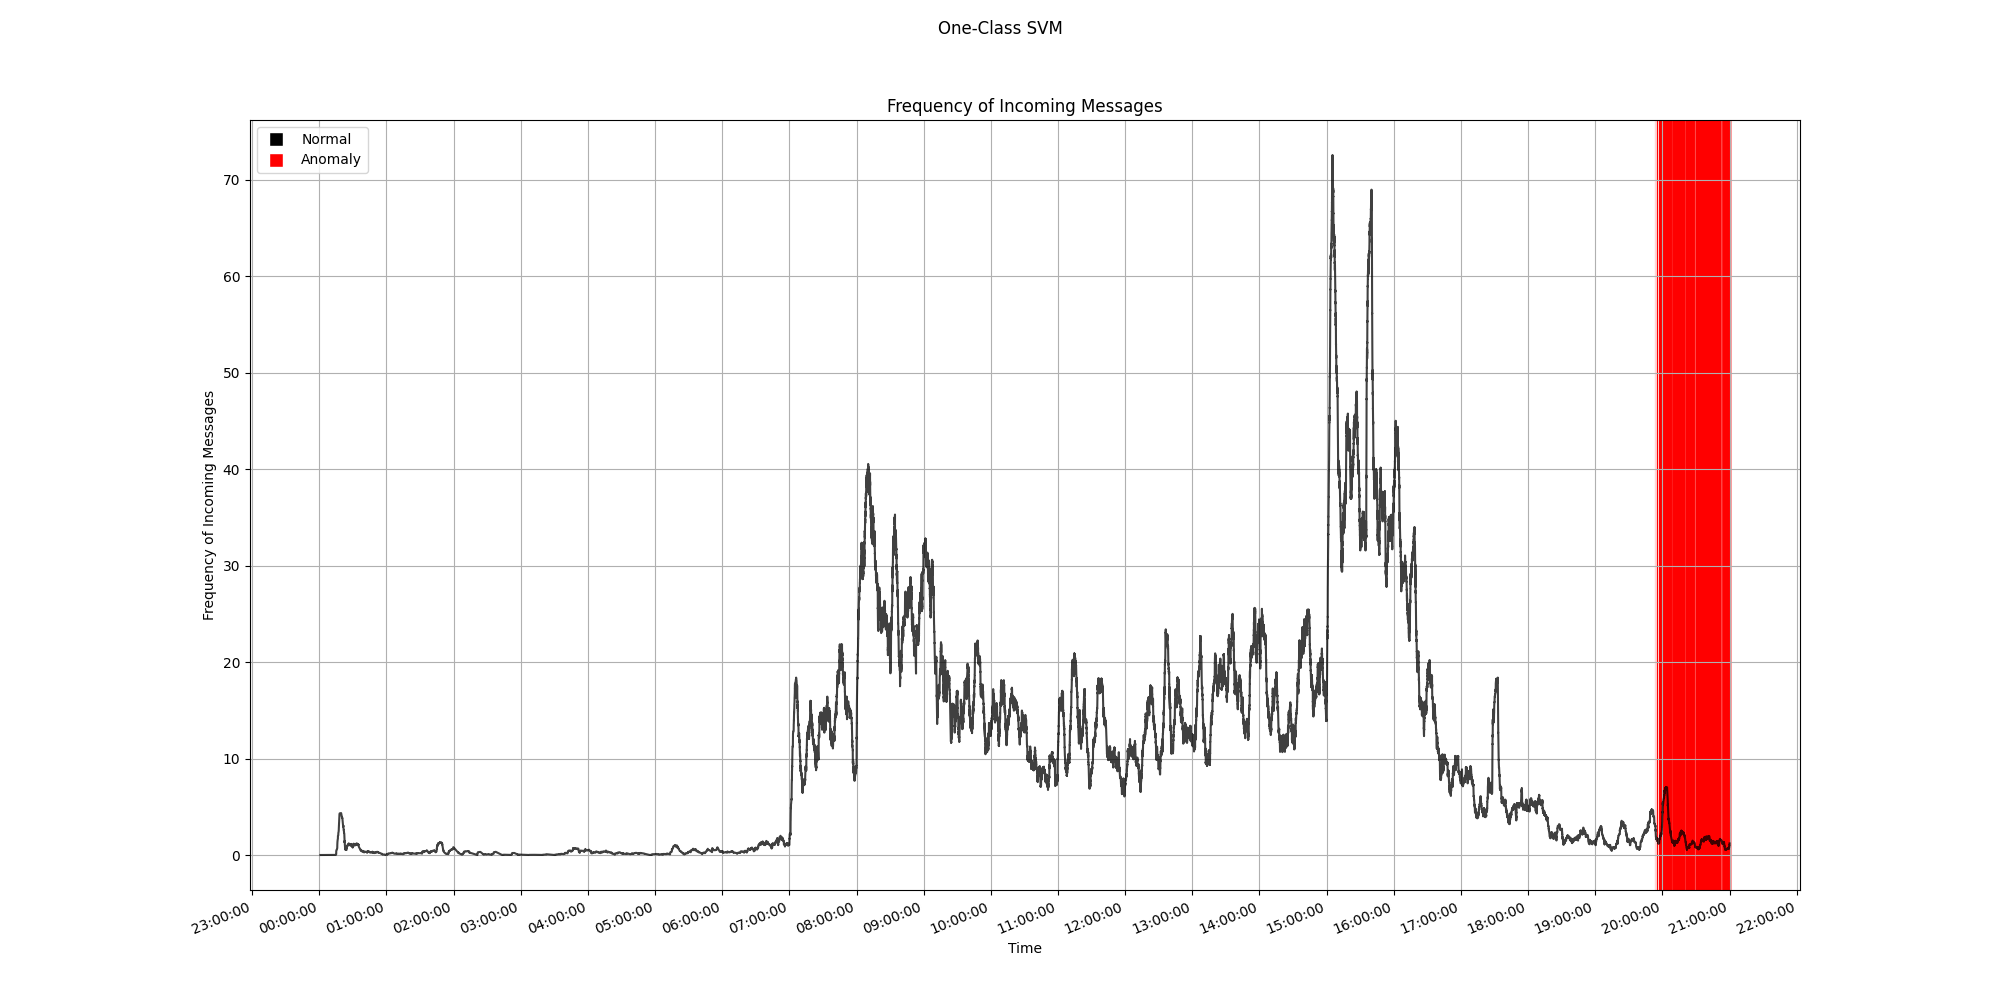 One-Class SVM
Frequency of Incoming Messages
Normal
Anomaly
70
60
50
40
30
20
10
0
Frequency of Incoming Messages
23:00:00 00:00:00 01:00:00 02:00:00 03:00:00 04:00:00 05:00:00 06:00:00 07:00:00 08:00:00 09:00:00 10:00:00 11:00:00 12:00:00 13:00:00 14:00:00 15:00:00 16:00:00 17:00:00 18:00:00 19:00:00 20:00:00 21:00:00 22:00:00
Time